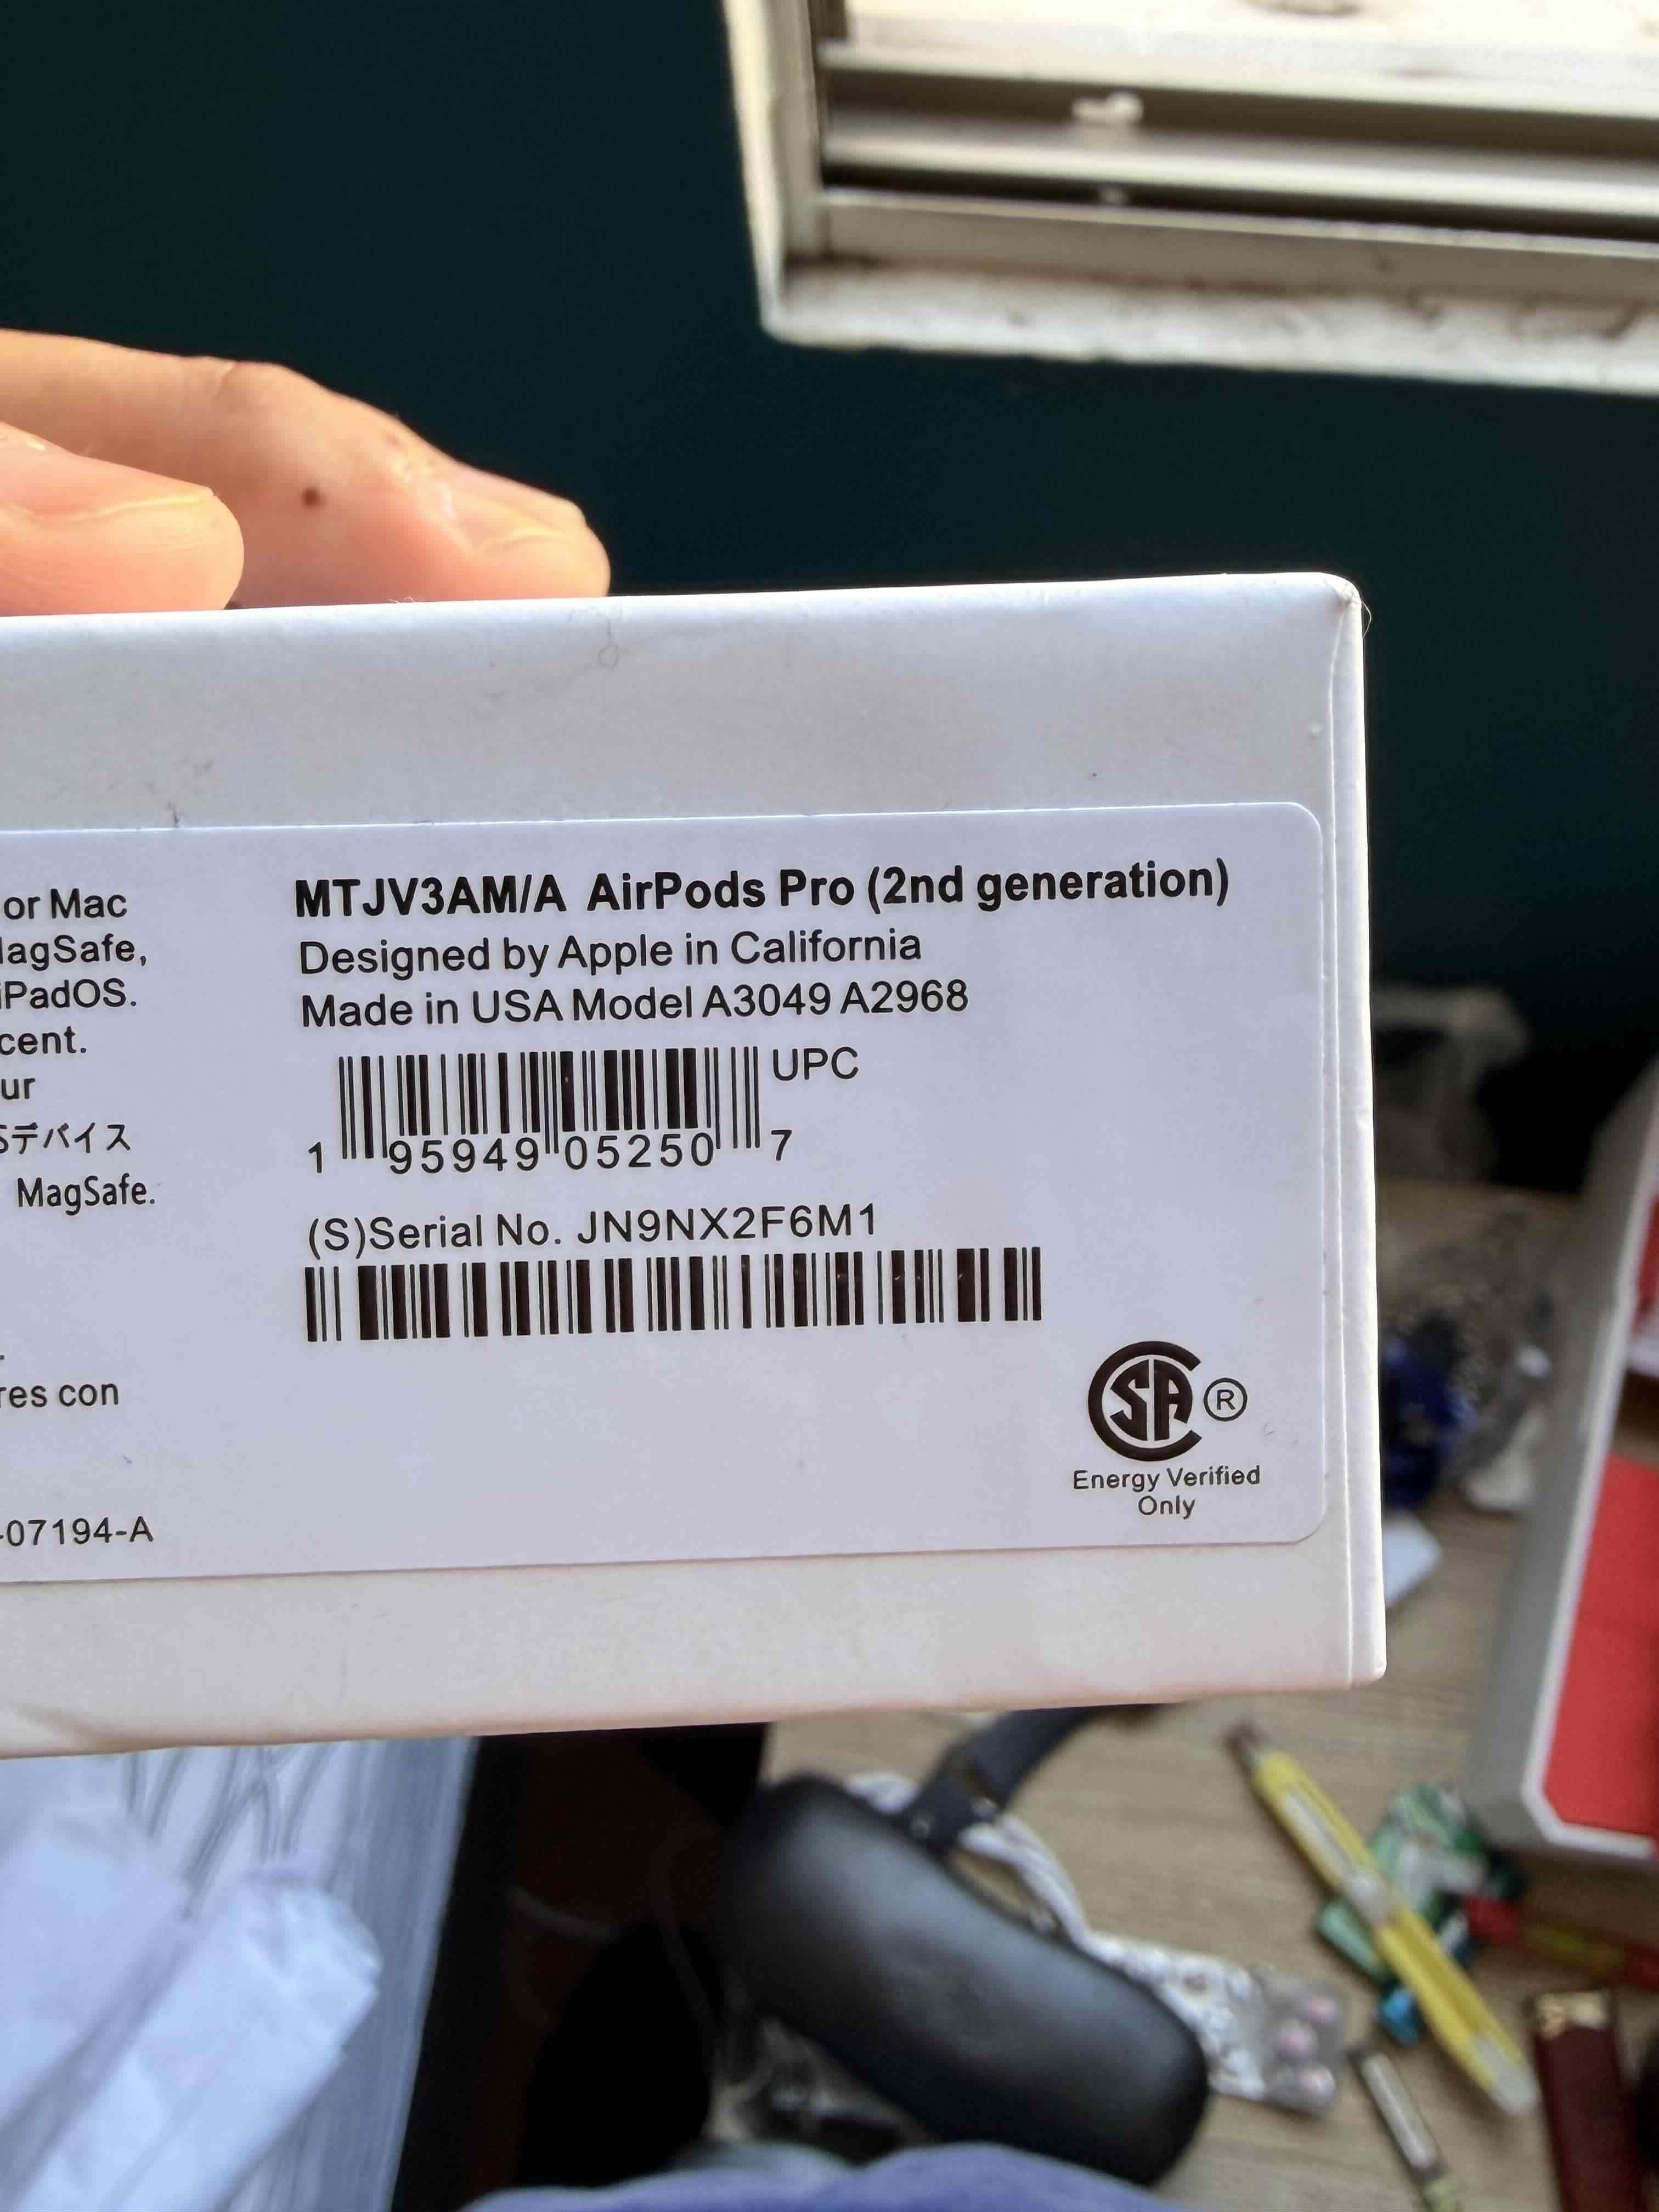 or Mac
agSafe,
iPadOS.
cent.
ur
Sデバイス
MagSafe.
res con
-07194-A
MTJV3AM/A AirPods Pro (2nd generation)
Designed by Apple in California
Made in USA Model A3049 A2968
UPC
1 95949 05250 7
(S)Serial No. JN9NX2F6M1
SA ®
Energy Verified
Only